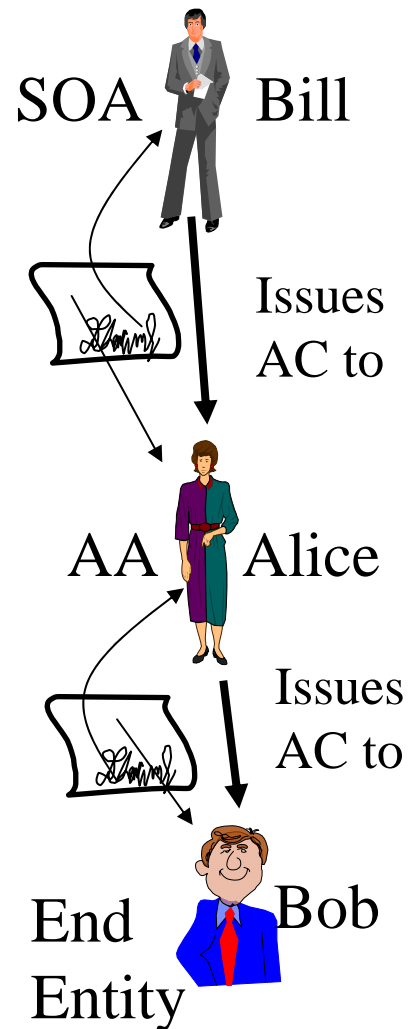 SOA Bill
Issues
AC to
AA Alice
Issues
AC to
Bob
End
Entity